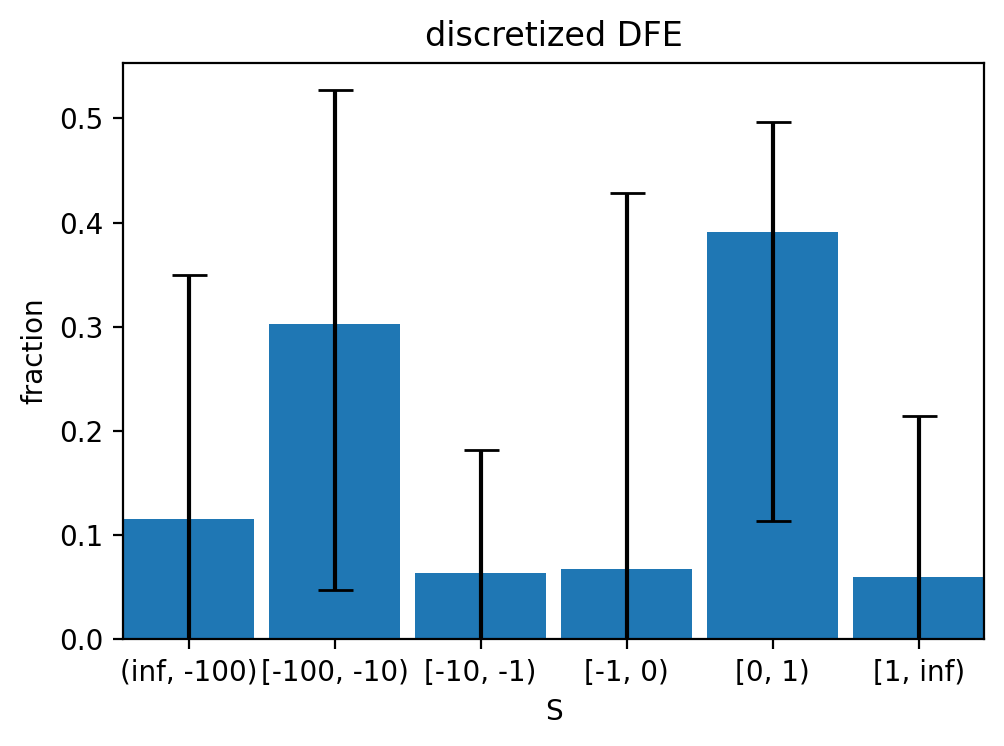 discretized DFE
fraction
0.5
0.4
0.3
0.2
0.1
0.0
(inf, -100) [-100, -10) [-10, -1) [-1, 0) [0, 1) [1, inf)
S